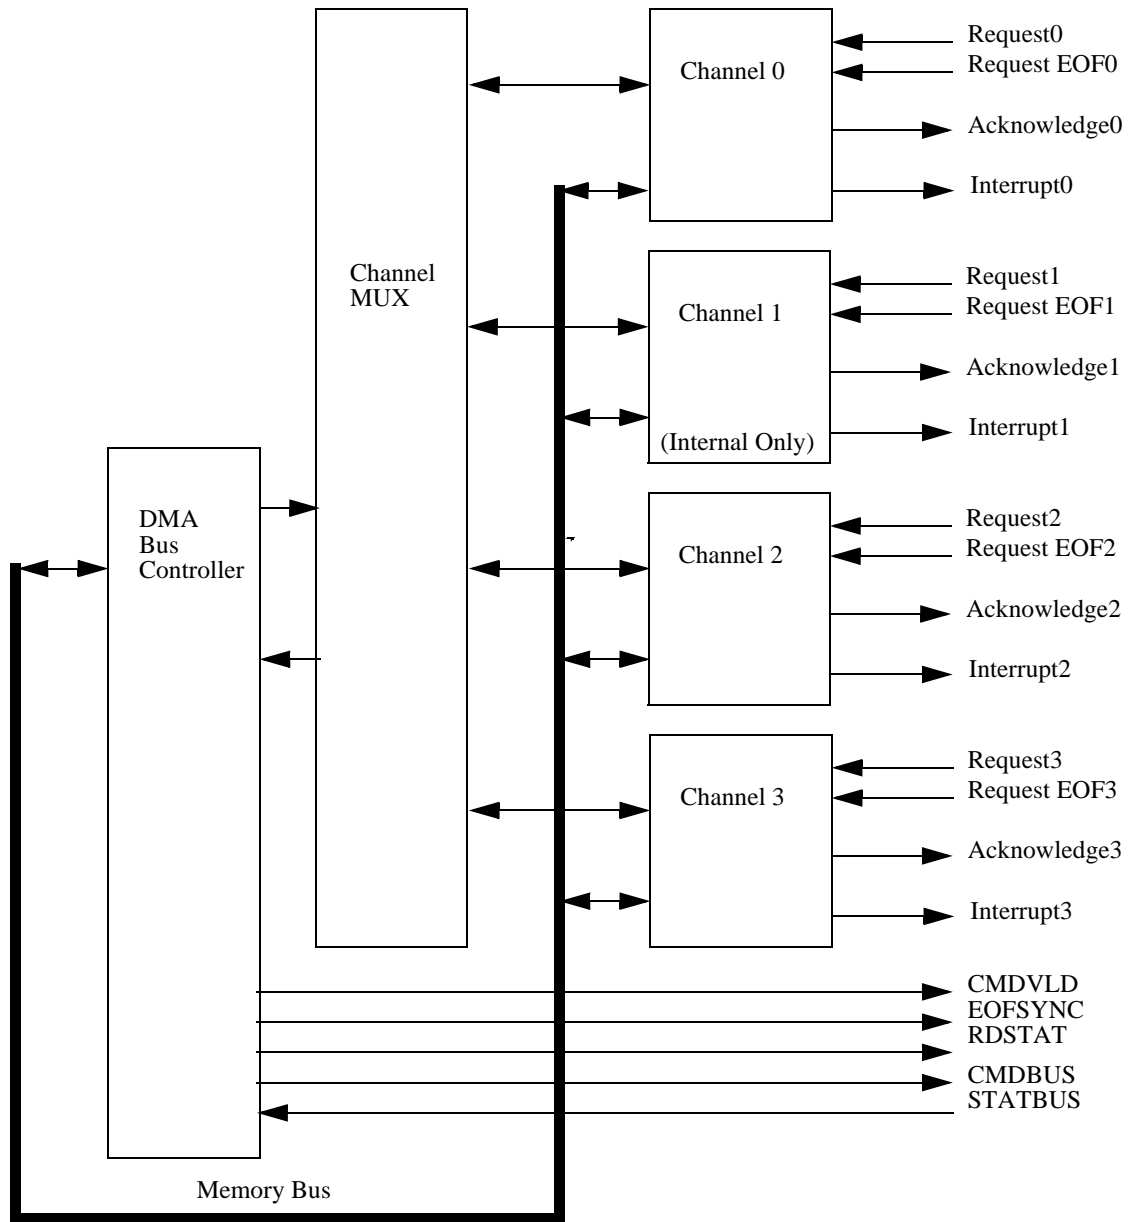 Request0
Request EOF0
Channel 0
Acknowledge0
Interrupt0
Channel
MUX
Request1
Request EOF1
Channel 1
Acknowledge1
Interrupt1
(Internal Only)
DMA
Bus
Controller
Request2
Request EOF2
Channel 2
Acknowledge2
Interrupt2
Request3
Request EOF3
Channel 3
Acknowledge3
Interrupt3
CMDVLD
EOFSYNC
RDSTAT
CMDBUS
STATBUS
Memory Bus